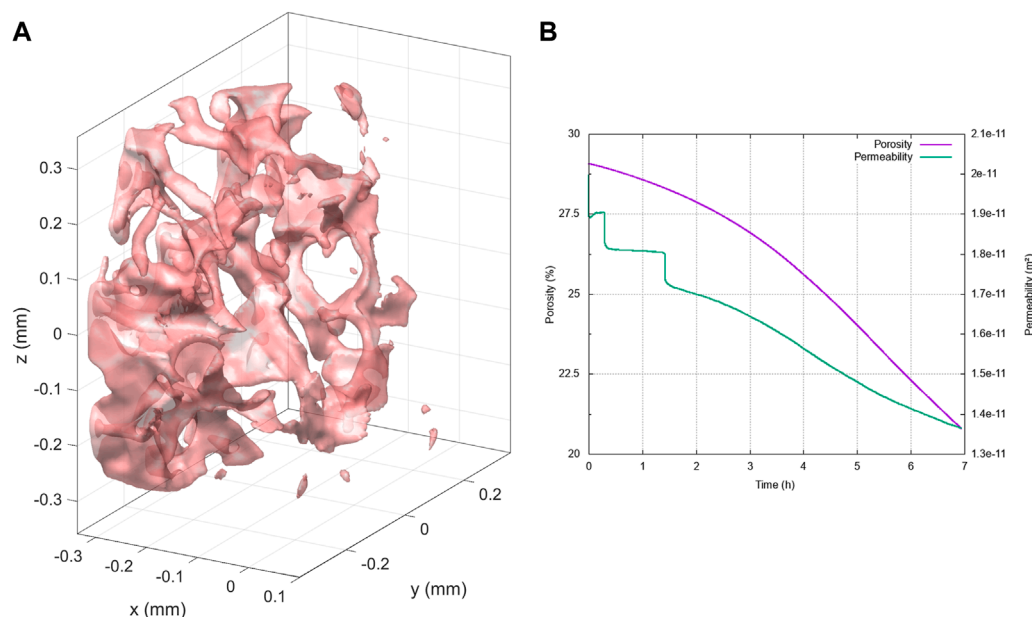 A
0.3
0.2
0.1
0
-0.1
-0.2
-0.3
z (mm)
-0.3
-0.2
-0.1
0
0.1
x (mm)
-0.2
0
0.2
y (mm)
B
Porosity
Permeability
30
27.5
25
22.5
20
Porosity (%)
2.1e-11
2e-11
1.9e-11
1.8e-11
1.7e-11
1.6e-11
1.5e-11
1.4e-11
1.3e-11
Permeability (m²)
0 1 2 3 4 5 6 7
Time (h)